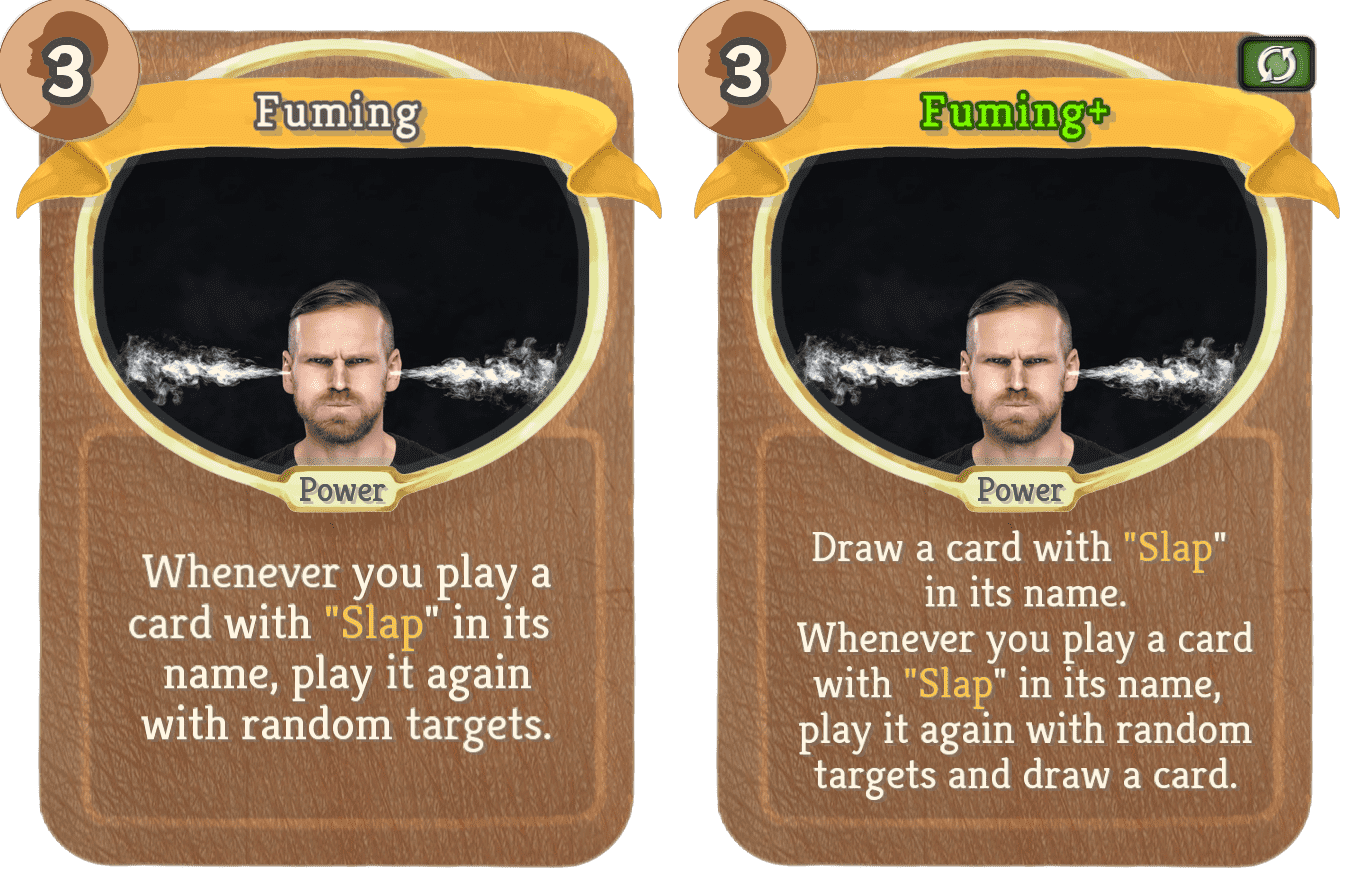 3
Fuming
Power
Whenever you play a
card with "Slap" in its
name, play it again
with random targets.
3
Fuming+
Power
Draw a card with "Slap"
in its name.
Whenever you play a card
with "Slap" in its name,
play it again with random
targets and draw a card.